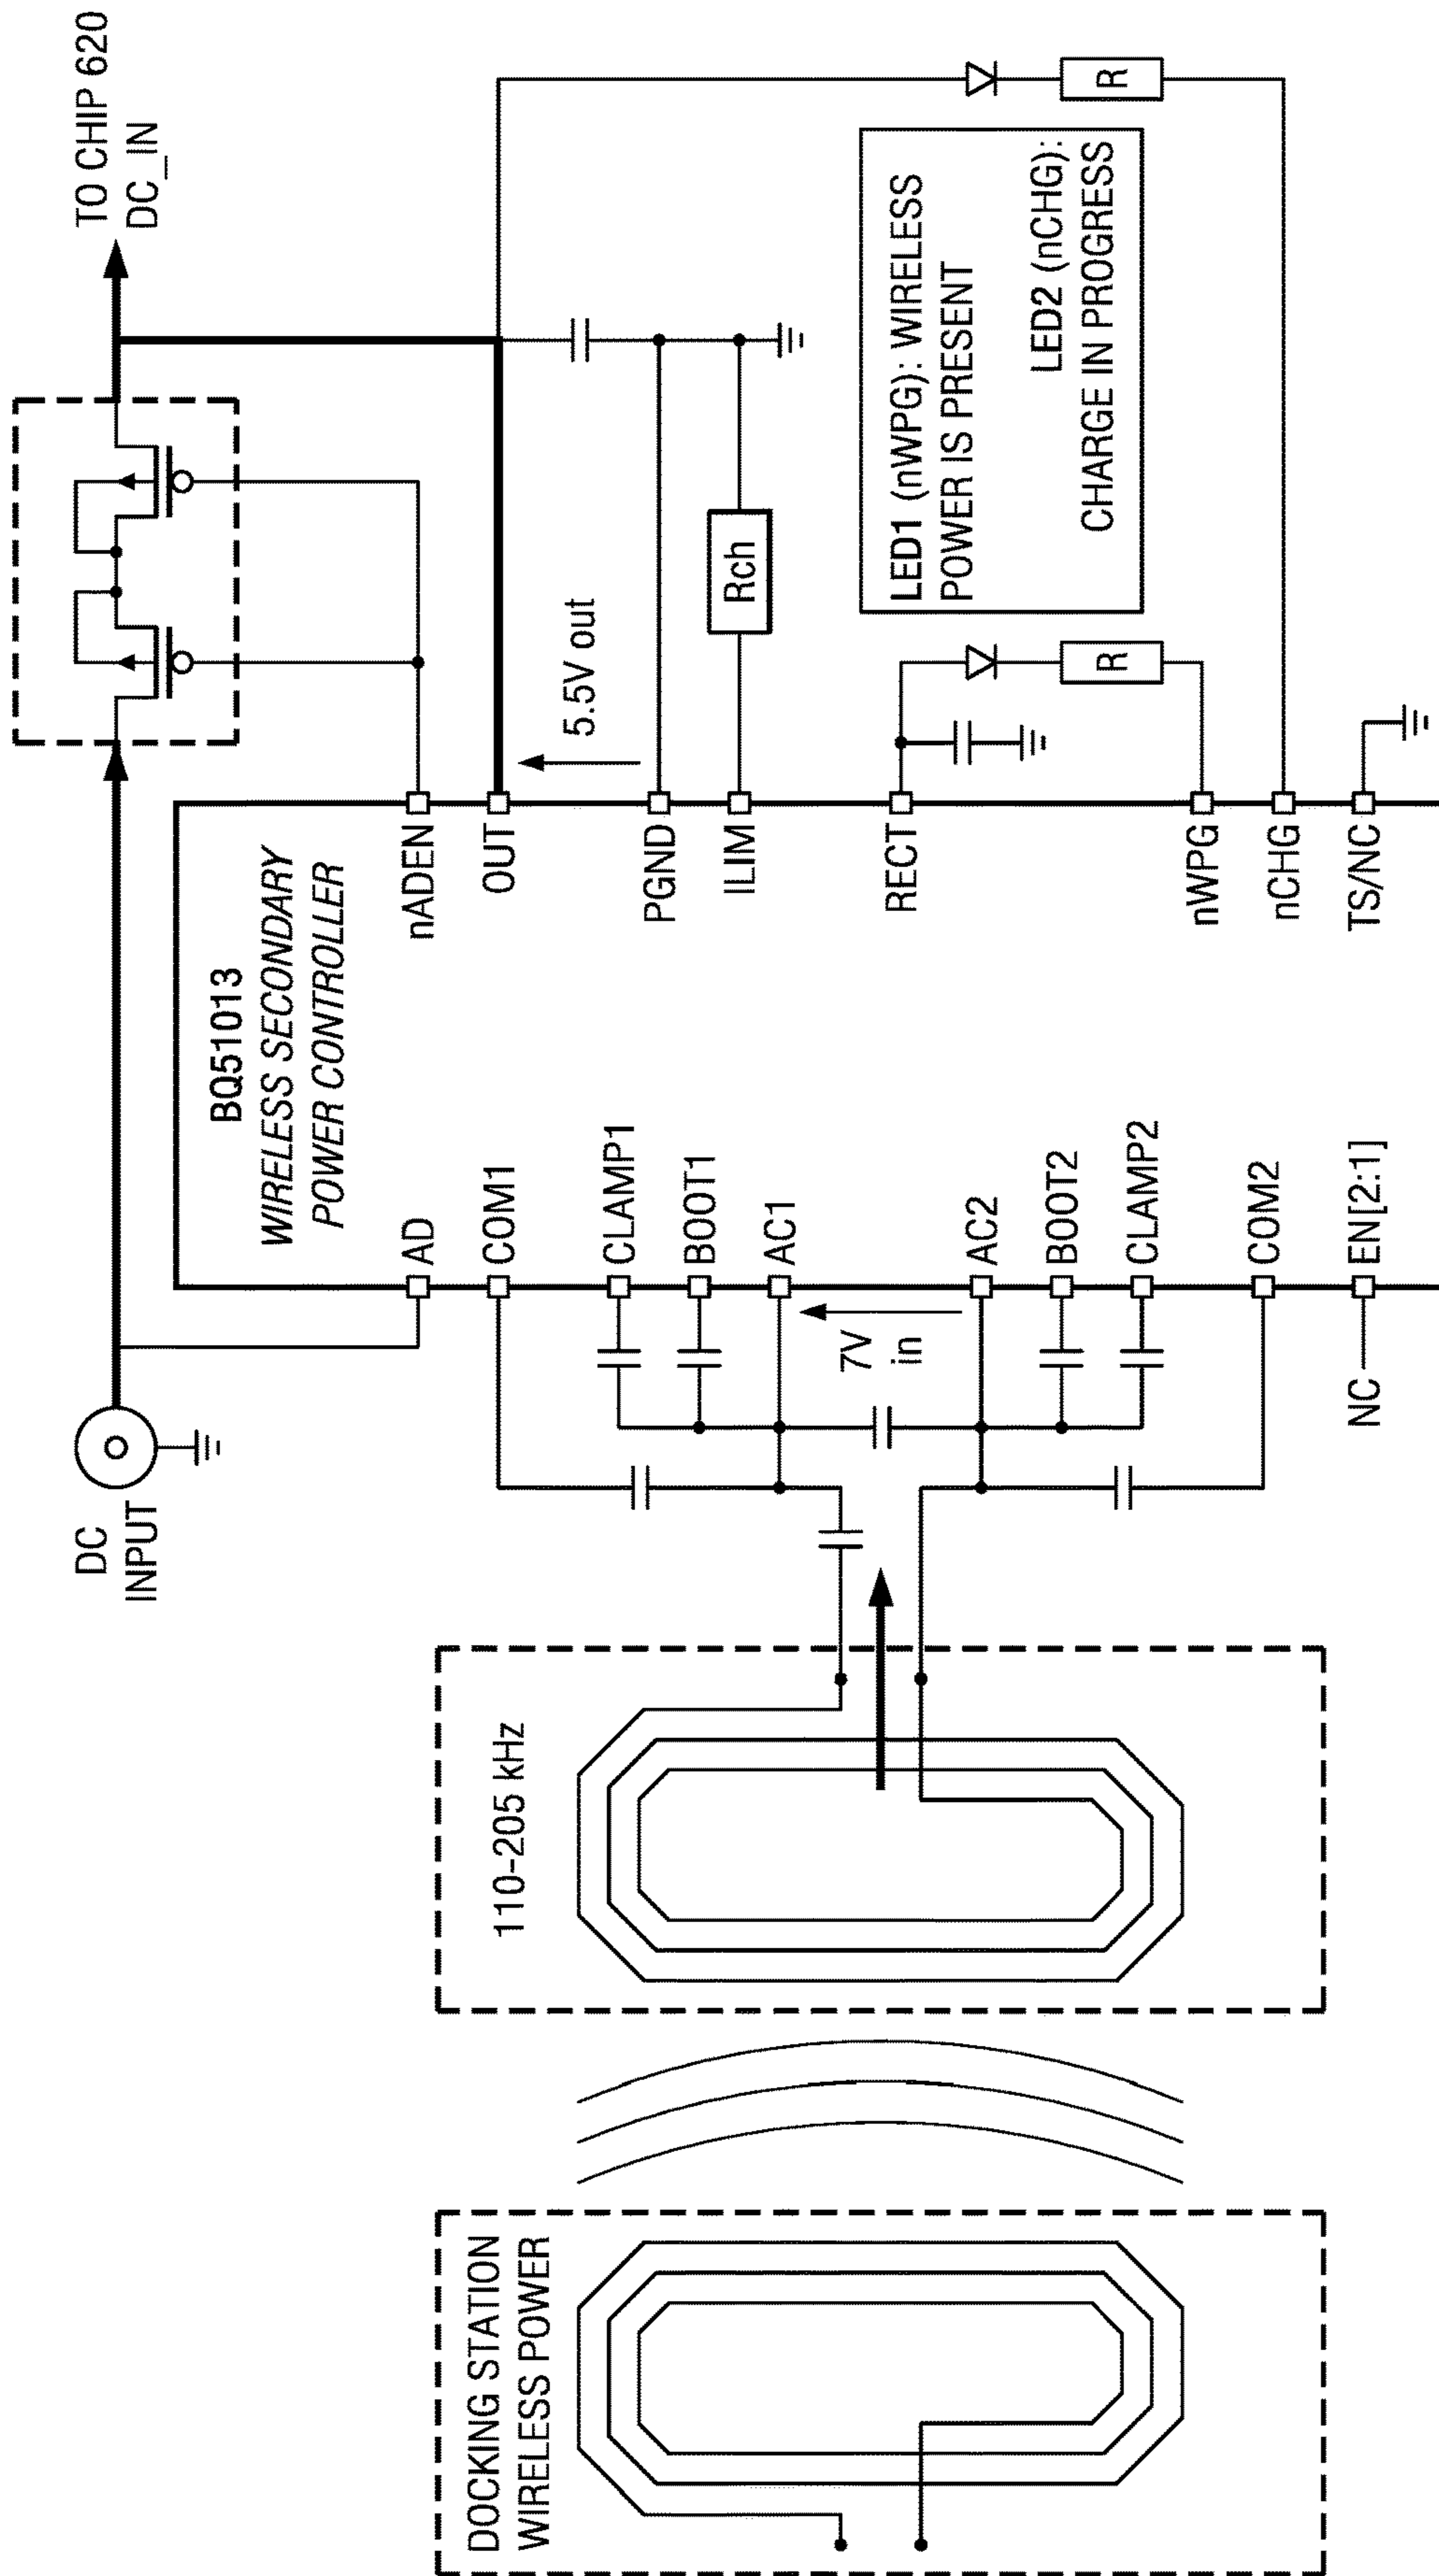 DOCKING STATION
WIRELESS POWER
110-205 kHz
DC
INPUT
7V
in
NC
BQ51013
WIRELESS SECONDARY
POWER CONTROLLER
AD
COM1
CLAMP1
BOOT1
AC1
AC2
BOOT2
CLAMP2
COM2
EN[2:1]
nADEN
OUT
PGND
ILIM
RECT
nWPG
nCHG
TS/NC
5.5V out
Rch
R
R
LED1 (nWPG): WIRELESS
POWER IS PRESENT
LED2 (nCHG):
CHARGE IN PROGRESS
TO CHIP 620
DC_IN